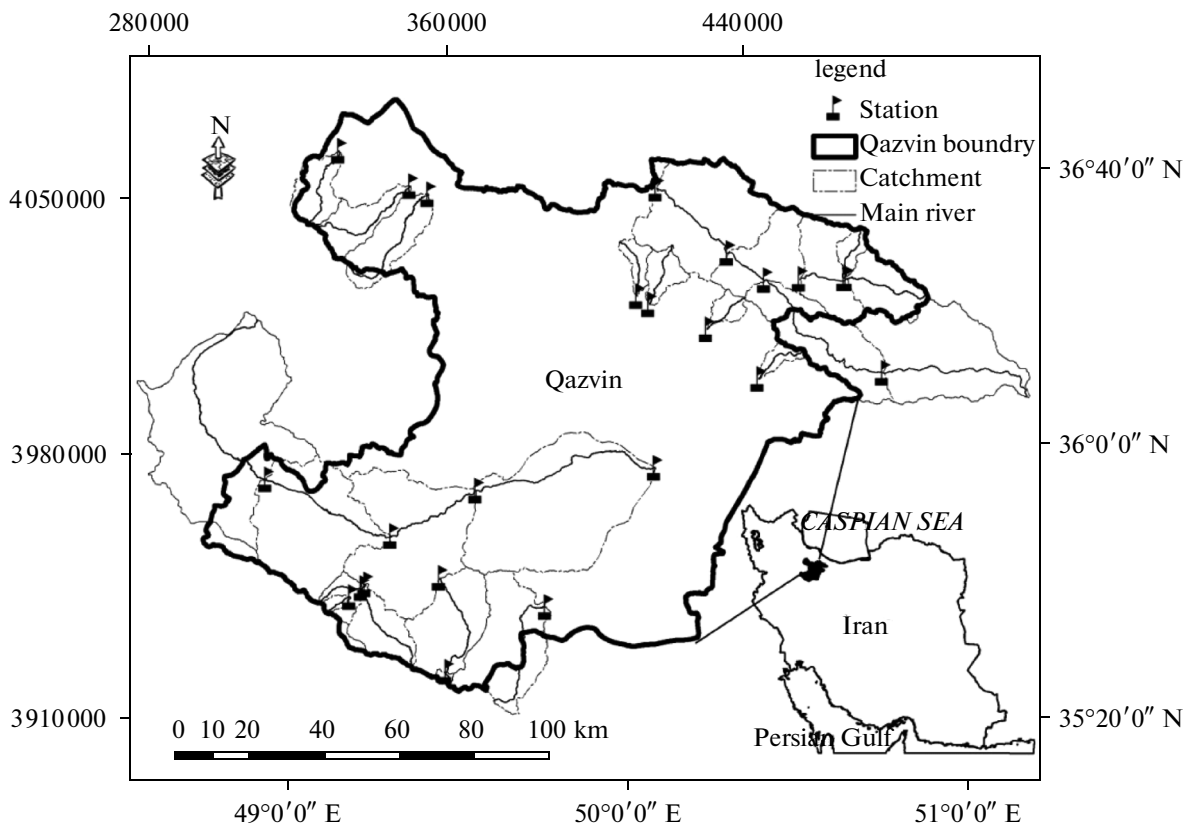 280000 360000 440000
legend
Station
Qazvin boundry
Catchment
Main river
N
36°40′0″ N
4050000
Qazvin
3980000
36°0′0″ N
CASPIAN SEA
Iran
3910000
35°20′0″ N
0 10 20 40 60 80 100 km
Persian Gulf
49°0′0″ E 50°0′0″ E 51°0′0″ E